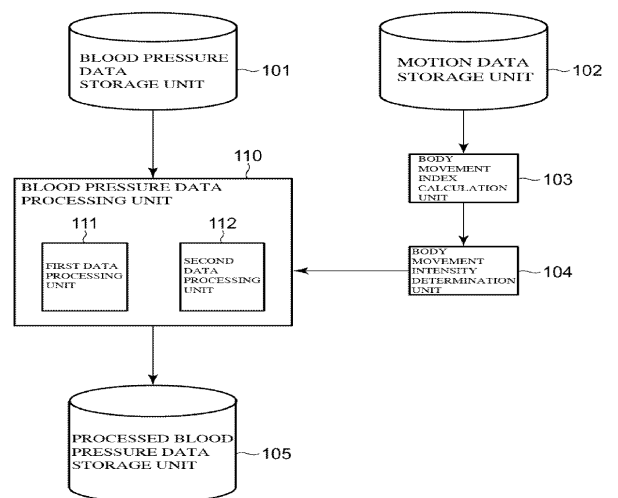 BLOOD PRESSURE
DATA
STORAGE UNIT
101
MOTION DATA
STORAGE UNIT
102
110
BLOOD PRESSURE DATA
PROCESSING UNIT
111
FIRST DATA
PROCESSING
UNIT
112
SECOND
DATA
PROCESSING
UNIT
BODY
MOVEMENT
INDEX
CALCULATION
UNIT
103
BODY
MOVEMENT
INTENSITY
DETERMINATION
UNIT
104
PROCESSED BLOOD
PRESSURE DATA
STORAGE UNIT
105